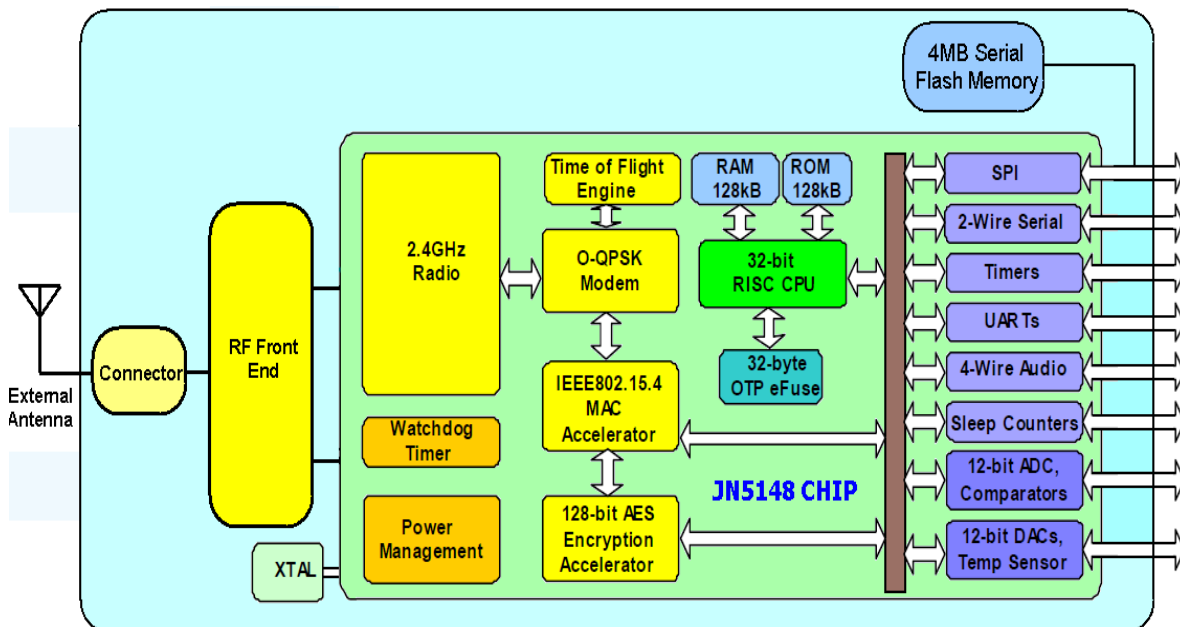 4MB Serial
Flash Memory
Time of Flight
Engine
RAM
128kB
ROM
128kB
SPI
2-Wire Serial
2.4GHz
Radio
O-QPSK
Modem
32-bit
RISC CPU
Timers
UARTs
RF Front
End
Connector
External
Antenna
IEEE802.15.4
MAC
Accelerator
32-byte
OTP eFuse
4-Wire Audio
Watchdog
Timer
Sleep Counters
JN5148 CHIP
12-bit ADC,
Comparators
Power
Management
128-bit AES
Encryption
Accelerator
12-bit DACs,
Temp Sensor
XTAL